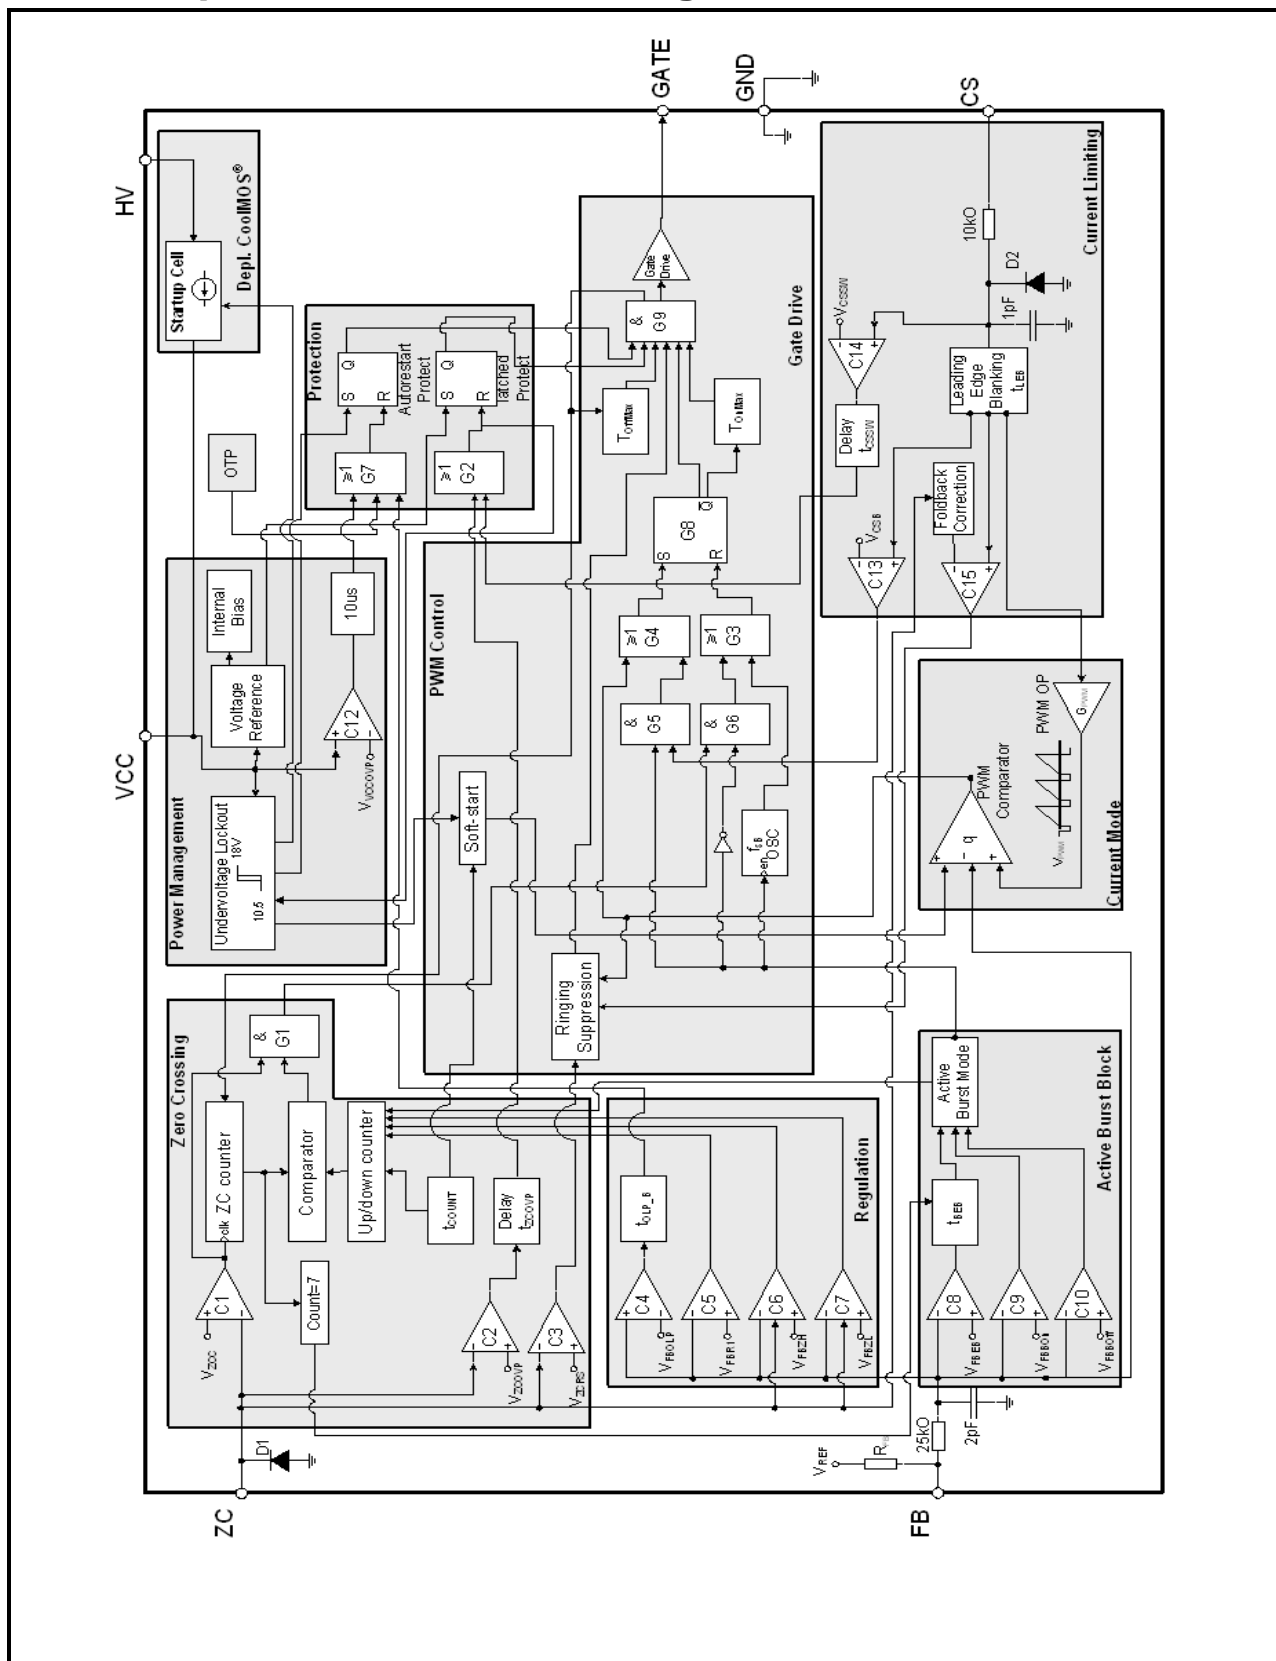 HV
VCC
ZC
FB
GATE
GND
CS
Depl. CoolMOS®
Startup Cell
Power Management
Undervoltage Lockout
18V
10.5
Voltage
Reference
Internal
Bias
C12
+
-
VVCCOVP
10us
OTP
Protection
≥1
G7
≥1
G2
S
R
Q
Autorestart
Protect
S
R
Q
latched
Protect
Zero Crossing
C1
+
-
VZCC
clk ZC counter
Comparator
Up/down counter
&
G1
Count=7
tCOUNT
C2
-
+
VZCOVP
Delay
tZCOVP
C3
-
+
VZCRS
D1
PWM Control
Soft-start
Ringing
Suppression
&
G5
&
G6
≥1
G4
≥1
G3
fSB
OSC
en
S
R
G8
Q
TOffMax
TOnMax
&
G9
Gate
Drive
Gate Drive
Regulation
C4
+
-
VFBOLP
tOLP_B
C5
-
+
VFBR1
C6
-
+
VFBZH
C7
-
+
VFBZL
Active Burst Block
Active
Burst Mode
tBEB
C8
-
+
VFBEB
C9
-
+
C10
-
+
VFBBOff
VREF
25kO
2pF
Current Mode
PWM
Comparator
q
+
-
+
PWM OP
GPWM
VPWM
Current Limiting
10kO
D2
1pF
Leading
Edge
Blanking
tLEB
C14
-
+
VCSSW
Delay
tCSSW
C13
-
+
VCSB
Foldback
Correction
C15
-
+